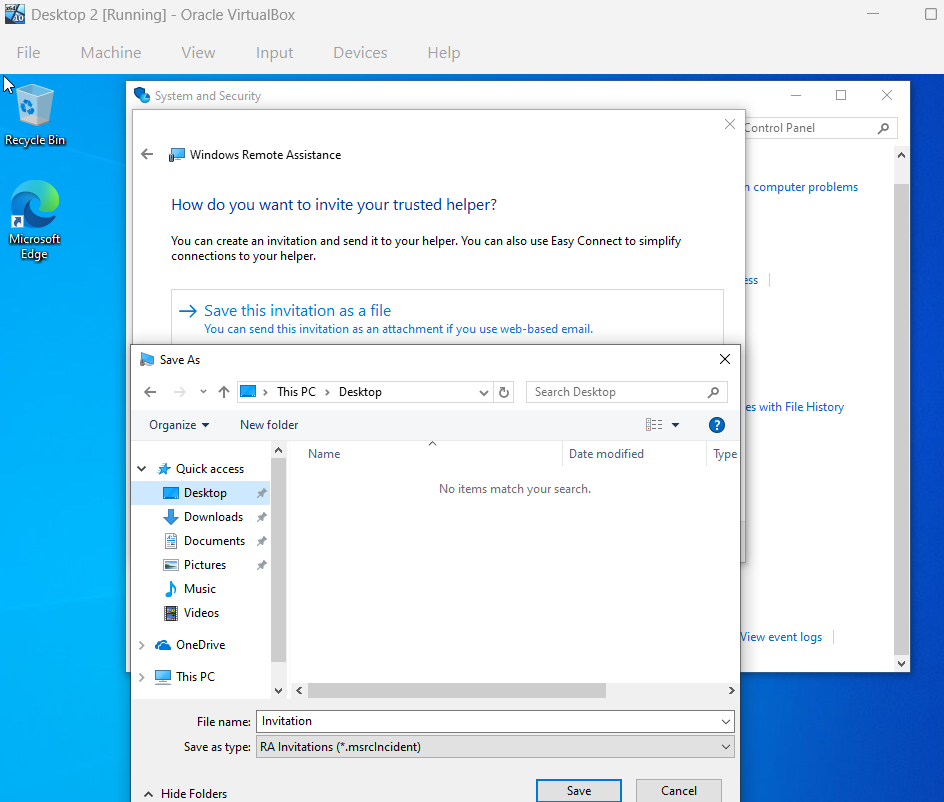 Desktop 2 [Running] - Oracle VirtualBox
File Machine View Input Devices Help
Recycle Bin
Microsoft
Edge
System and Security
Control Panel
Windows Remote Assistance
computer problems
How do you want to invite your trusted helper?
You can create an invitation and send it to your helper. You can also use Easy Connect to simplify
connections to your helper.
Save this invitation as a file
You can send this invitation as an attachment if you use web-based email.
Save As
This PC > Desktop
Search Desktop
with File History
Organize New folder
Name Date modified Type
No items match your search.
Quick access
Desktop
Downloads
Documents
Pictures
Music
Videos
OneDrive
This PC
View event logs
File name: Invitation
Save as type: RA Invitations (*.msrcIncident)
Hide Folders
Save Cancel